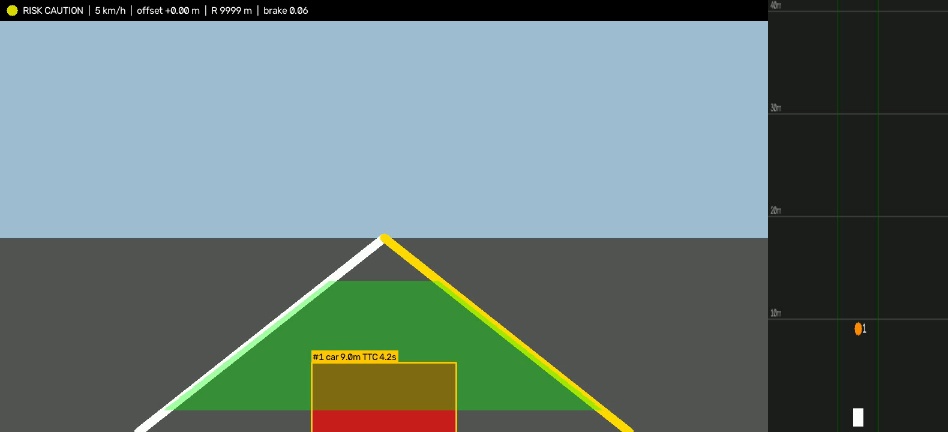 RISK CAUTION | 5 km/h | offset +0.00 m | R 9999 m | brake 0.06
40m
30m
20m
10m
#1 car 9.0m TTC 4.2s
1